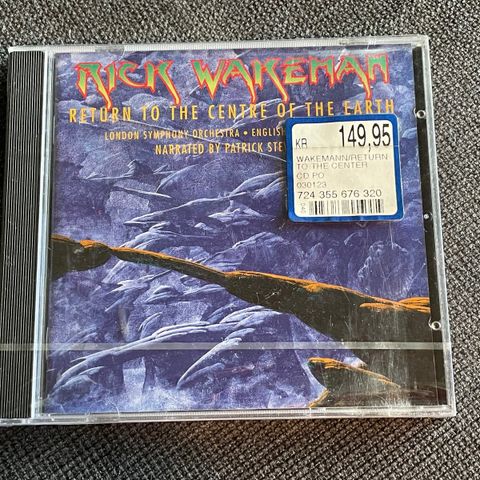 RICK WAKEMAN
RETURN TO THE CENTRE OF THE EARTH
LONDON SYMPHONY ORCHESTRA • ENGLISH
NARRATED BY PATRICK STE
KR 149,95
WAKEMANN/RETURN
TO THE CENTER
CD PO
030123
724 355 676 320